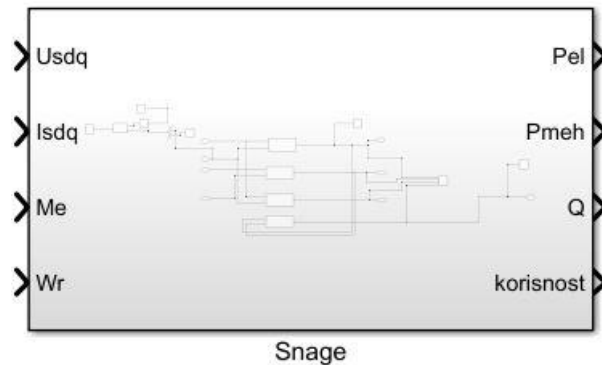 Usdq
Pel
Isdq
Pmeh
Me
Q
Wr
korisnost
Snage